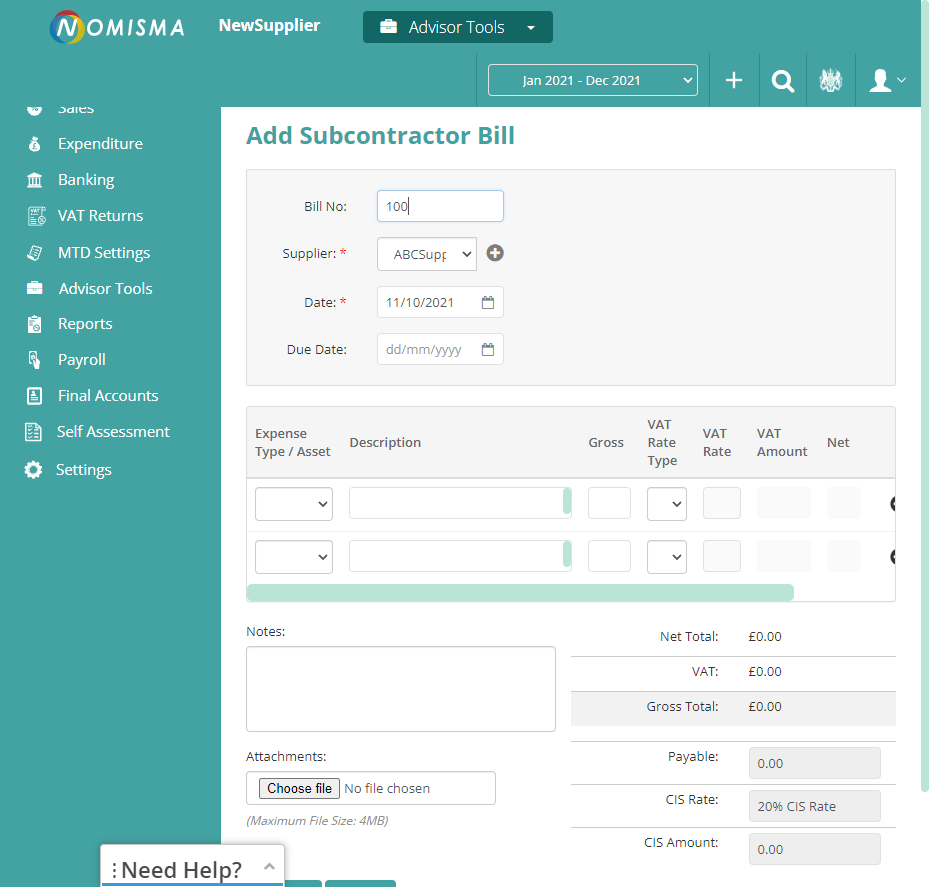 NOMISMA
NewSupplier
Advisor Tools
Jan 2021 - Dec 2021
Sales
Expenditure
Banking
VAT Returns
MTD Settings
Advisor Tools
Reports
Payroll
Final Accounts
Self Assessment
Settings
Add Subcontractor Bill
Bill No:
100
Supplier: *
ABCSupp
Date: *
11/10/2021
Due Date:
dd/mm/yyyy
Expense
Type / Asset
Description
Gross
VAT
Rate
Type
VAT
Rate
VAT
Amount
Net
Notes:
Attachments:
Choose file No file chosen
(Maximum File Size: 4MB)
Net Total: £0.00
VAT: £0.00
Gross Total: £0.00
Payable: 0.00
CIS Rate: 20% CIS Rate
CIS Amount: 0.00
Need Help?